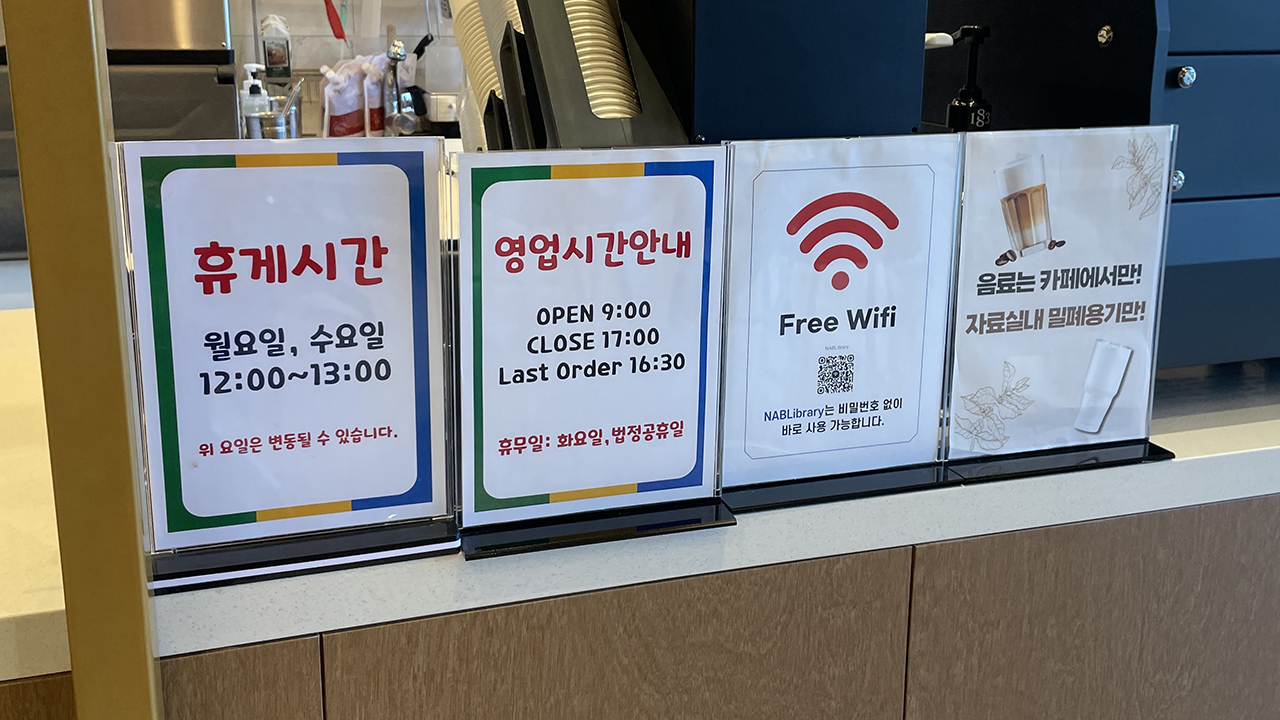 휴게시간
월요일, 수요일
12:00~13:00
위 요일은 변동될 수 있습니다.
영업시간안내
OPEN 9:00
CLOSE 17:00
Last Order 16:30
휴무일: 화요일,법정공휴일
Free Wifi
NABLibrary
NABLibrary는 비밀번호 없이
바로 사용 가능합니다.
음료는 카페에서만!
자료실내 밀폐용기만!
1883